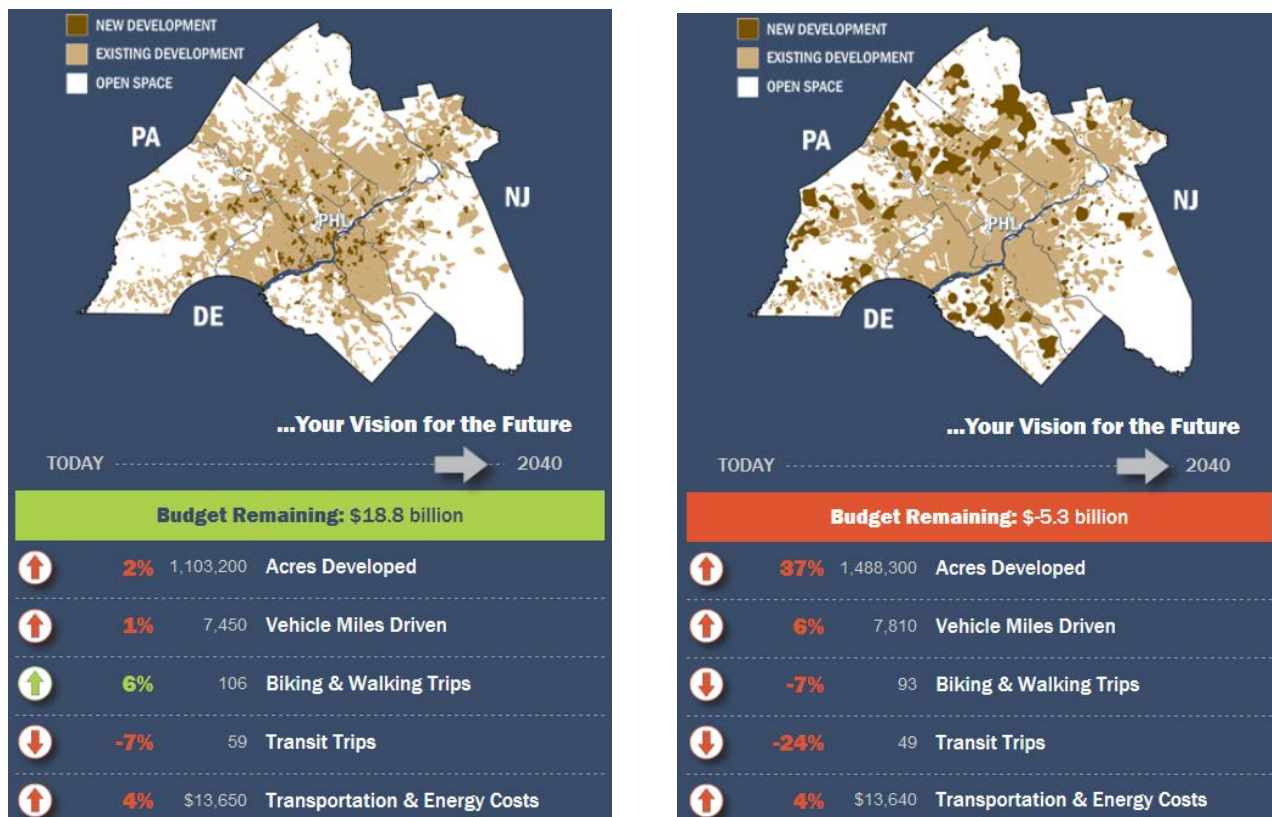 NEW DEVELOPMENT
EXISTING DEVELOPMENT
OPEN SPACE
PA
PHL
NJ
DE
...Your Vision for the Future
TODAY 2040
Budget Remaining: $18.8 billion
2% 1,103,200 Acres Developed
1% 7,450 Vehicle Miles Driven
6% 106 Biking & Walking Trips
-7% 59 Transit Trips
4% $13,650 Transportation & Energy Costs
NEW DEVELOPMENT
EXISTING DEVELOPMENT
OPEN SPACE
PA
NJ
PHL
DE
...Your Vision for the Future
TODAY 2040
Budget Remaining: $-5.3 billion
37% 1,488,300 Acres Developed
6% 7,810 Vehicle Miles Driven
-7% 93 Biking & Walking Trips
-24% 49 Transit Trips
4% $13,640 Transportation & Energy Costs